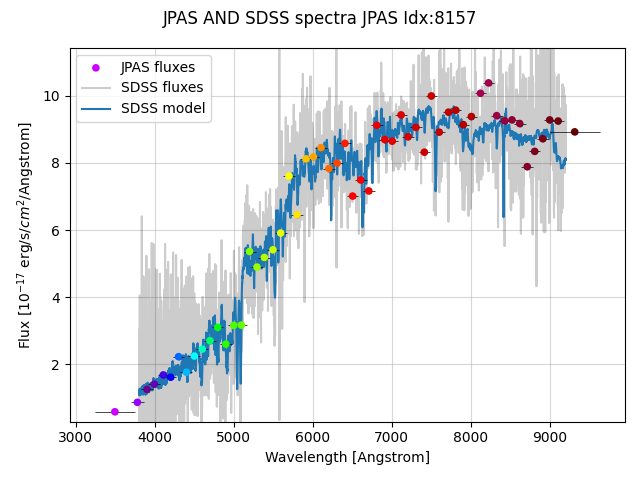 JPAS AND SDSS spectra JPAS Idx:8157
JPAS fluxes
SDSS fluxes
SDSS model
10
8
6
4
2
Flux [10⁻¹⁷ erg/s/cm²/Angstrom]
3000 4000 5000 6000 7000 8000 9000
Wavelength [Angstrom]